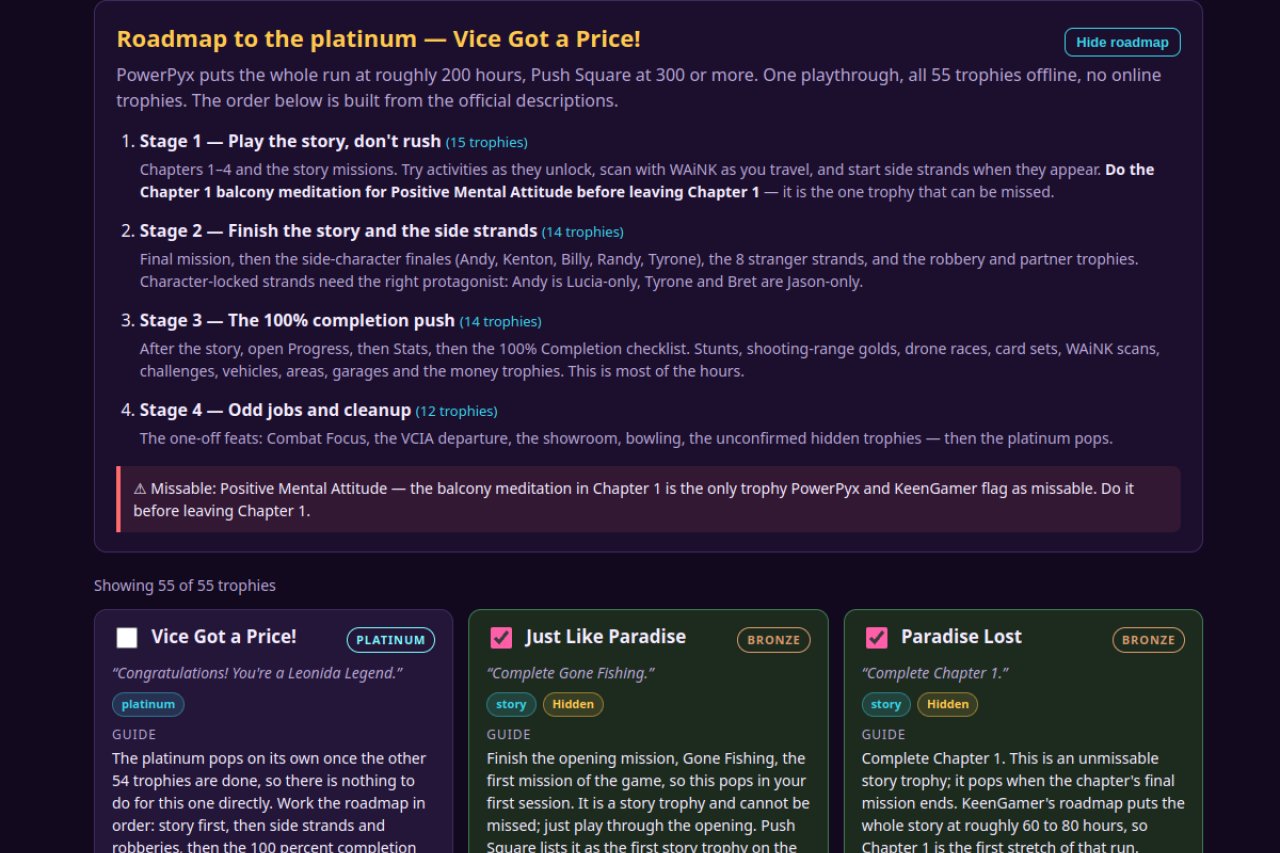 Roadmap to the platinum — Vice Got a Price!
Hide roadmap
PowerPyx puts the whole run at roughly 200 hours, Push Square at 300 or more. One playthrough, all 55 trophies offline, no online
trophies. The order below is built from the official descriptions.
1. Stage 1 — Play the story, don't rush (15 trophies)
Chapters 1–4 and the story missions. Try activities as they unlock, scan with WAiNK as you travel, and start side strands when they appear. Do the
Chapter 1 balcony meditation for Positive Mental Attitude before leaving Chapter 1 — it is the one trophy that can be missed.
2. Stage 2 — Finish the story and the side strands (14 trophies)
Final mission, then the side-character finales (Andy, Kenton, Billy, Randy, Tyrone), the 8 stranger strands, and the robbery and partner trophies.
Character-locked strands need the right protagonist: Andy is Lucia-only, Tyrone and Bret are Jason-only.
3. Stage 3 — The 100% completion push (14 trophies)
After the story, open Progress, then Stats, then the 100% Completion checklist. Stunts, shooting-range golds, drone races, card sets, WAiNK scans,
challenges, vehicles, areas, garages and the money trophies. This is most of the hours.
4. Stage 4 — Odd jobs and cleanup (12 trophies)
The one-off feats: Combat Focus, the VCIA departure, the showroom, bowling, the unconfirmed hidden trophies — then the platinum pops.
⚠ Missable: Positive Mental Attitude — the balcony meditation in Chapter 1 is the only trophy PowerPyx and KeenGamer flag as missable. Do it
before leaving Chapter 1.
Showing 55 of 55 trophies
Vice Got a Price!
PLATINUM
“Congratulations! You're a Leonida Legend.”
platinum
GUIDE
The platinum pops on its own once the other
54 trophies are done, so there is nothing to
do for this one directly. Work the roadmap in
order: story first, then side strands and
robberies, then the 100 percent completion
Just Like Paradise
BRONZE
“Complete Gone Fishing.”
story Hidden
GUIDE
Finish the opening mission, Gone Fishing, the
first mission of the game, so this pops in your
first session. It is a story trophy and cannot be
missed; just play through the opening. Push
Square lists it as the first story trophy on the
Paradise Lost
BRONZE
“Complete Chapter 1.”
story Hidden
GUIDE
Complete Chapter 1. This is an unmissable
story trophy; it pops when the chapter's final
mission ends. KeenGamer's roadmap puts the
whole story at roughly 60 to 80 hours, so
Chapter 1 is the first stretch of that run.